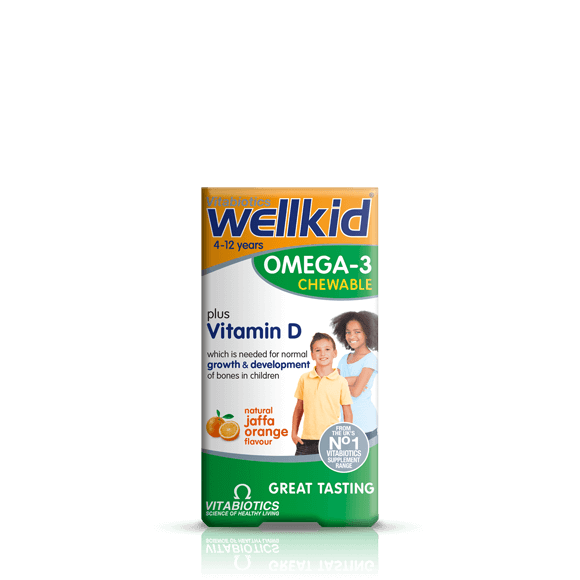 Vitabiotics
wellkid®
4-12 years
OMEGA-3
CHEWABLE
plus
Vitamin D
which is needed for normal
growth & development
of bones in children
natural
jaffa
orange
flavour
FROM
THE UK'S
Nº1
VITABIOTICS
SUPPLEMENT
RANGE
GREAT TASTING
VITABIOTICS
SCIENCE OF HEALTHY LIVING